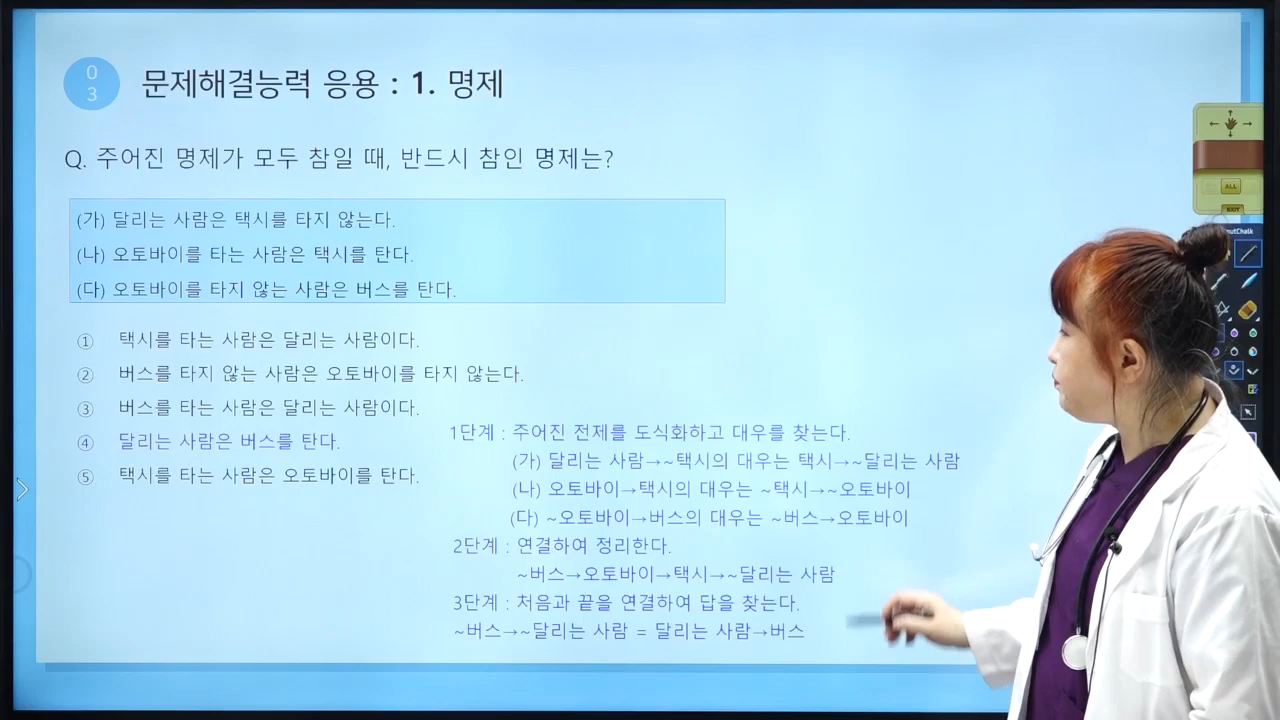 03
문제해결능력 응용 : 1. 명제
Q. 주어진 명제가 모두 참일 때, 반드시 참인 명제는?
(가) 달리는 사람은 택시를 타지 않는다.
(나) 오토바이를 타는 사람은 택시를 탄다.
(다) 오토바이를 타지 않는 사람은 버스를 탄다.
① 택시를 타는 사람은 달리는 사람이다.
② 버스를 타지 않는 사람은 오토바이를 타지 않는다.
③ 버스를 타는 사람은 달리는 사람이다.
④ 달리는 사람은 버스를 탄다.
⑤ 택시를 타는 사람은 오토바이를 탄다.
1단계 : 주어진 전제를 도식화하고 대우를 찾는다.
(가) 달리는 사람→~택시의 대우는 택시→~달리는 사람
(나) 오토바이→택시의 대우는 ~택시→~오토바이
(다) ~오토바이→버스의 대우는 ~버스→오토바이
2단계 : 연결하여 정리한다.
~버스→오토바이→택시→~달리는 사람
3단계 : 처음과 끝을 연결하여 답을 찾는다.
~버스→~달리는 사람 = 달리는 사람→버스
ALL
EXIT